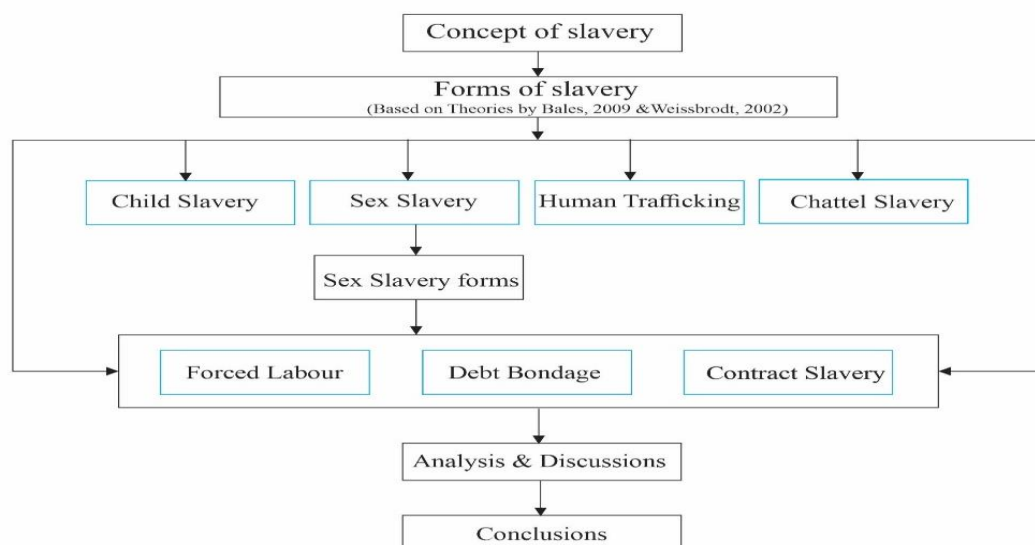 Concept of slavery
Forms of slavery
(Based on Theories by Bales, 2009 &Weissbrodt, 2002)
Child Slavery
Sex Slavery
Human Trafficking
Chattel Slavery
Sex Slavery forms
Forced Labour
Debt Bondage
Contract Slavery
Analysis & Discussions
Conclusions